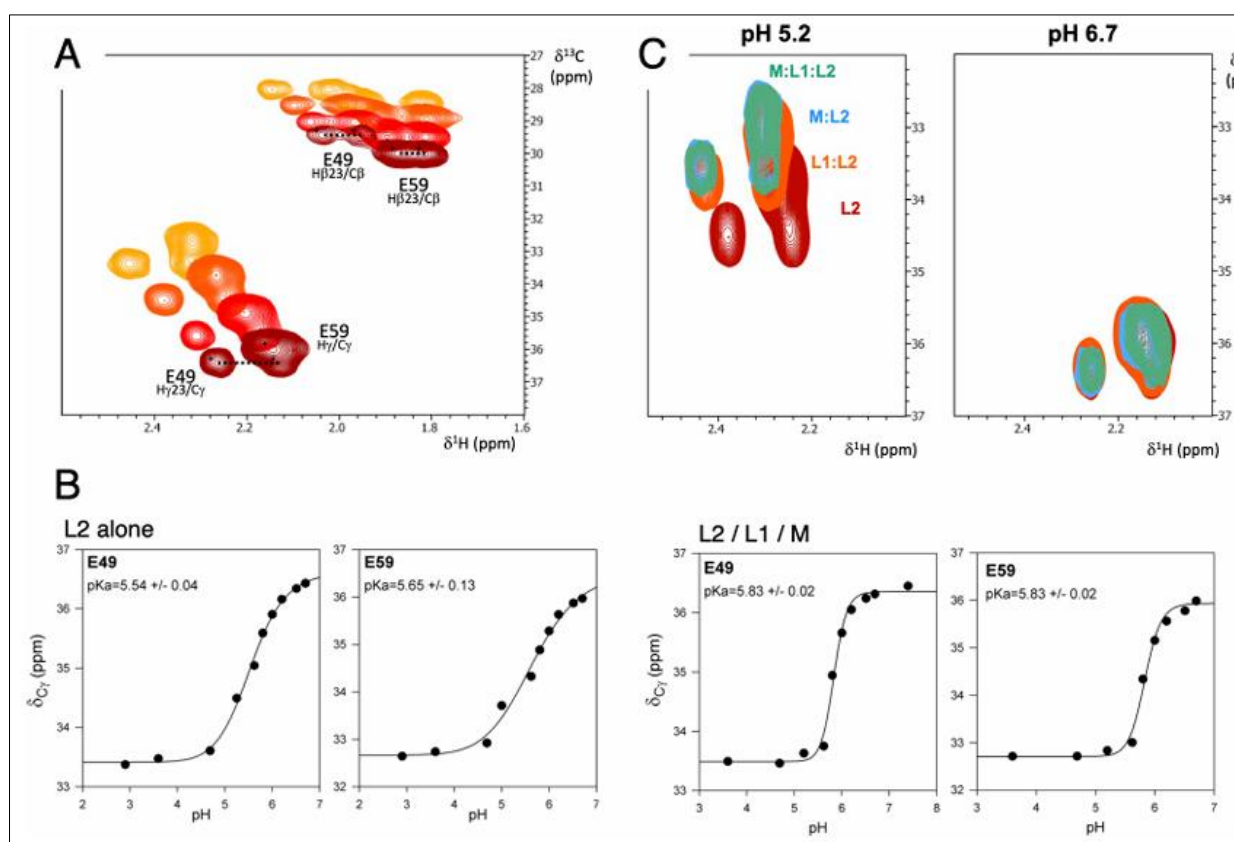 A
27
28
29
30
31
32
33
34
35
36
37
δ¹³C
(ppm)
E49
Hβ23/Cβ
E59
Hβ23/Cβ
E59
Hγ/Cγ
E49
Hγ23/Cγ
2.4
2.2
2.0
1.8
1.6
δ¹H (ppm)
C
pH 5.2
M:L1:L2
M:L2
L1:L2
L2
33
34
35
36
37
2.4
2.2
δ¹H (ppm)
pH 6.7
33
34
35
36
37
2.4
2.2
δ¹H (ppm)
B
L2 alone
E49
pKa=5.54 +/- 0.04
δCγ (ppm)
37
36
35
34
33
2 3 4 5 6 7
pH
E59
pKa=5.65 +/- 0.13
37
36
35
34
33
32
2 3 4 5 6 7
pH
L2 / L1 / M
E49
pKa=5.83 +/- 0.02
δCγ (ppm)
37
36
35
34
33
3 4 5 6 7 8
pH
E59
pKa=5.83 +/- 0.02
37
36
35
34
33
32
3 4 5 6 7 8
pH